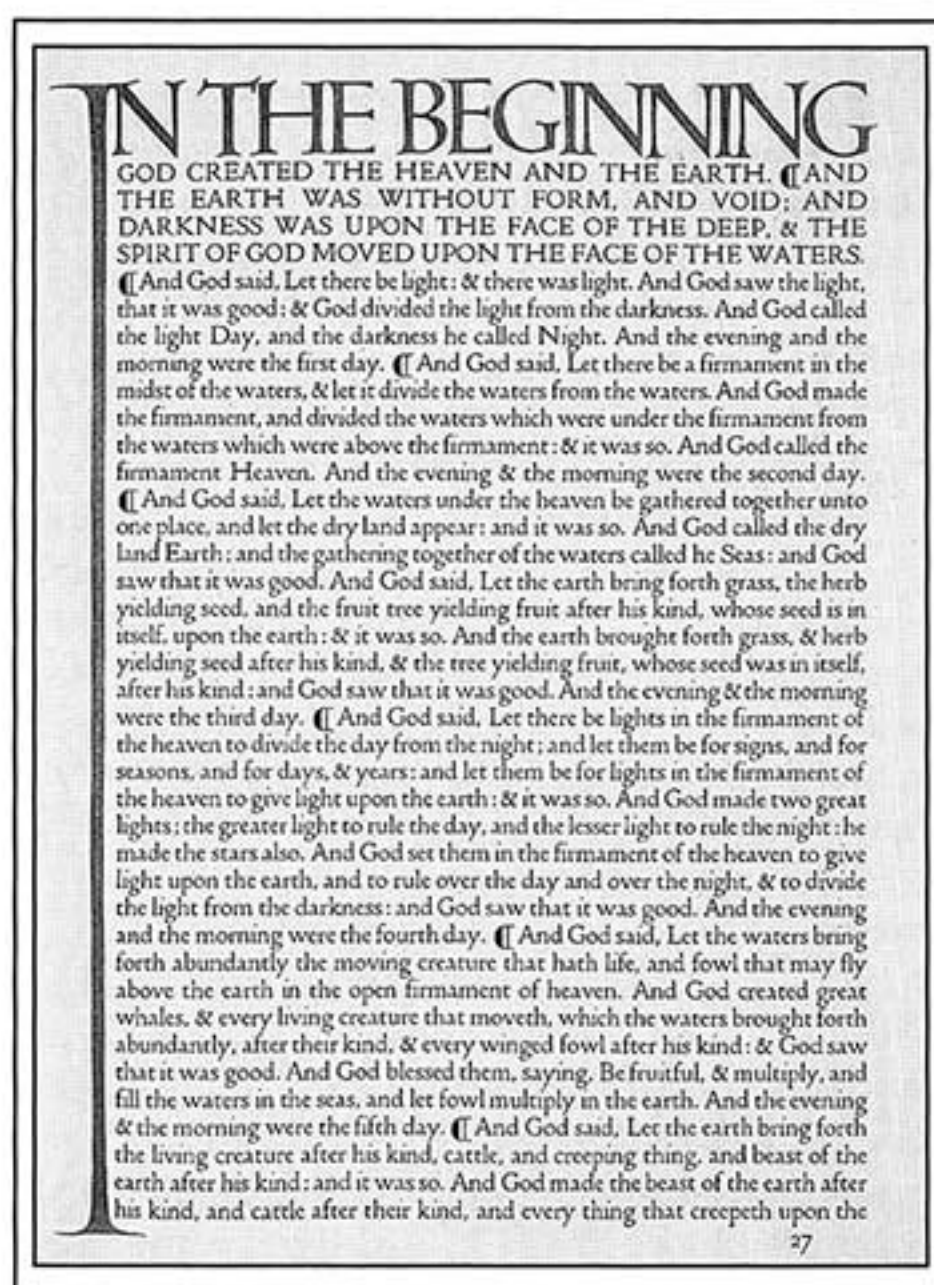 IN THE BEGINNING
GOD CREATED THE HEAVEN AND THE EARTH. ¶ AND
THE EARTH WAS WITHOUT FORM, AND VOID; AND
DARKNESS WAS UPON THE FACE OF THE DEEP, & THE
SPIRIT OF GOD MOVED UPON THE FACE OF THE WATERS.
¶ And God said, Let there be light: & there was light. And God saw the light,
that it was good: & God divided the light from the darkness. And God called
the light Day, and the darkness he called Night. And the evening and the
morning were the first day. ¶ And God said, Let there be a firmament in the
midst of the waters, & let it divide the waters from the waters. And God made
the firmament, and divided the waters which were under the firmament from
the waters which were above the firmament: & it was so. And God called the
firmament Heaven. And the evening & the morning were the second day.
¶ And God said, Let the waters under the heaven be gathered together unto
one place, and let the dry land appear: and it was so. And God called the dry
land Earth; and the gathering together of the waters called he Seas: and God
saw that it was good. And God said, Let the earth bring forth grass, the herb
yielding seed, and the fruit tree yielding fruit after his kind, whose seed is in
itself, upon the earth: & it was so. And the earth brought forth grass, & herb
yielding seed after his kind, & the tree yielding fruit, whose seed was in itself,
after his kind: and God saw that it was good. And the evening & the morning
were the third day. ¶ And God said, Let there be lights in the firmament of
the heaven to divide the day from the night; and let them be for signs, and for
seasons, and for days, & years: and let them be for lights in the firmament of
the heaven to give light upon the earth: & it was so. And God made two great
lights; the greater light to rule the day, and the lesser light to rule the night: he
made the stars also. And God set them in the firmament of the heaven to give
light upon the earth, and to rule over the day and over the night, & to divide
the light from the darkness: and God saw that it was good. And the evening
and the morning were the fourth day. ¶ And God said, Let the waters bring
forth abundantly the moving creature that hath life, and fowl that may fly
above the earth in the open firmament of heaven. And God created great
whales, & every living creature that moveth, which the waters brought forth
abundantly, after their kind, & every winged fowl after his kind: & God saw
that it was good. And God blessed them, saying, Be fruitful, & multiply, and
fill the waters in the seas, and let fowl multiply in the earth. And the evening
& the morning were the fifth day. ¶ And God said, Let the earth bring forth
the living creature after his kind, cattle, and creeping thing, and beast of the
earth after his kind: and it was so. And God made the beast of the earth after
his kind, and cattle after their kind, and every thing that creepeth upon the
27